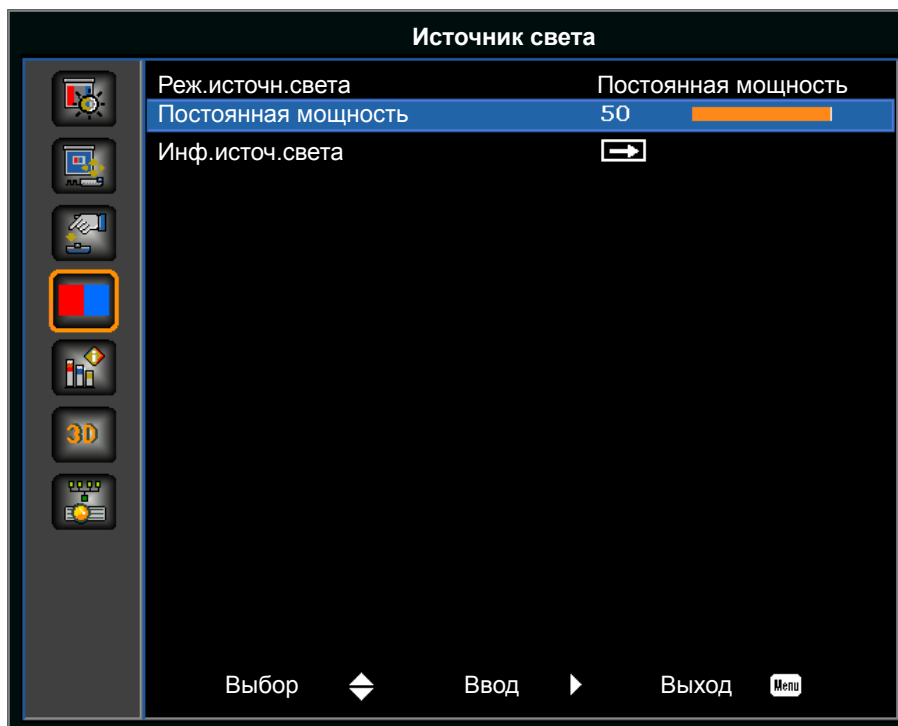 Источник света
Реж.источн.света Постоянная мощность
Постоянная мощность 50
Инф.источ.света
3D
Выбор Ввод Выход Menu